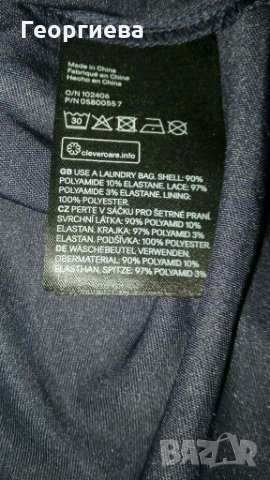 Георгиева
Made in China
Fabriqué en Chine
Hecho en China
O/N 102406
P/N 05800557
30
clevercare.info
GB USE A LAUNDRY BAG. SHELL: 90%
POLYAMIDE 10% ELASTANE. LACE: 97%
POLYAMIDE 3% ELASTANE. LINING:
100% POLYESTER.
CZ PERTE V SÁČKU PRO ŠETRNÉ PRANÍ.
SVRCHNÍ LÁTKA: 90% POLYAMID 10%
ELASTAN. KRAJKA: 97% POLYAMID 3%
ELASTAN. PODŠÍVKA: 100% POLYESTER.
DE WÄSCHEBEUTEL VERWENDEN.
OBERMATERIAL: 90% POLYAMID 10%
ELASTHAN. SPITZE: 97% POLYAMID 3%
BAZAR